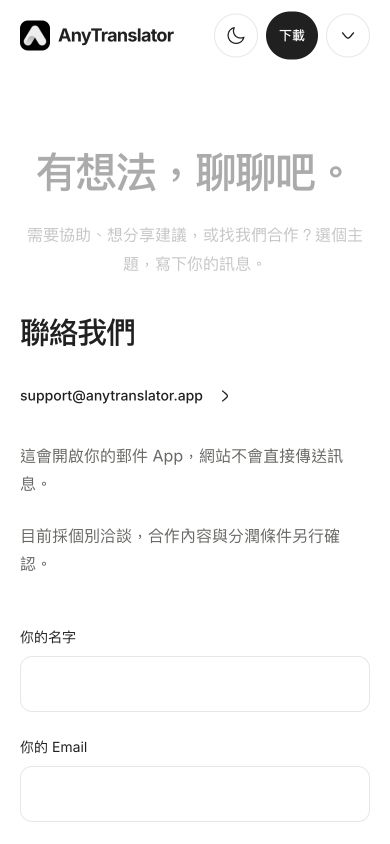 AnyTranslator
下載
有想法，聊聊吧。
需要協助、想分享建議，或找我們合作？選個主
題，寫下你的訊息。
聯絡我們
support@anytranslator.app
這會開啟你的郵件 App，網站不會直接傳送訊
息。
目前採個別洽談，合作內容與分潤條件另行確
認。
你的名字
你的 Email